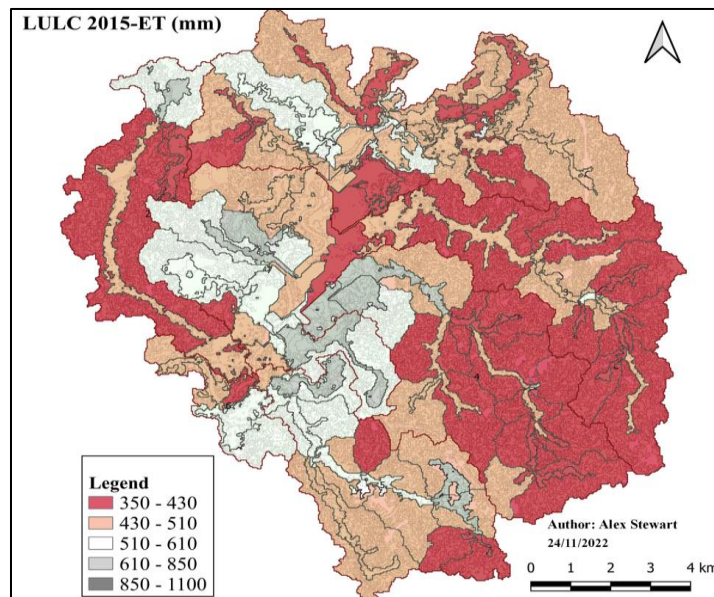 LULC 2015-ET (mm)
Legend
350 - 430
430 - 510
510 - 610
610 - 850
850 - 1100
Author: Alex Stewart
24/11/2022
0 1 2 3 4 km